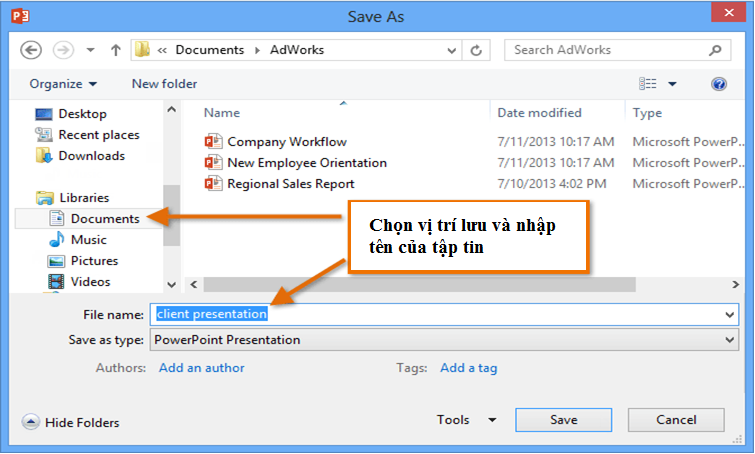 Save As
Documents AdWorks
Search AdWorks
Organize New folder
Name Date modified Type
Desktop
Recent places
Downloads
Libraries
Documents
Music
Pictures
Videos
Company Workflow 7/11/2013 10:17 AM Microsoft PowerP...
New Employee Orientation 7/11/2013 10:17 AM Microsoft PowerP...
Regional Sales Report 7/10/2013 4:02 PM Microsoft PowerP...
Chọn vị trí lưu và nhập
tên của tập tin
File name: client presentation
Save as type: PowerPoint Presentation
Authors: Add an author Tags: Add a tag
Hide Folders Tools Save Cancel